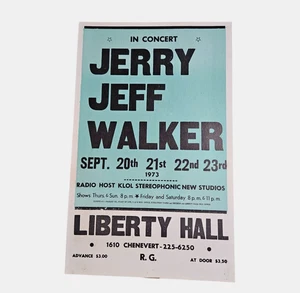 IN CONCERT
JERRY
JEFF
WALKER
SEPT. 20th 21st 22nd 23rd
1973
RADIO HOST KLOL STEREOPHONIC NEW STUDIOS
Shows Thurs & Sun. 8 p.m. ★ Friday and Saturday 8 p.m. & 11 p.m.
LIBERTY HALL
1610 CHENEVERT - 225-6250
ADVANCE $3.00 R.G. AT DOOR $3.50